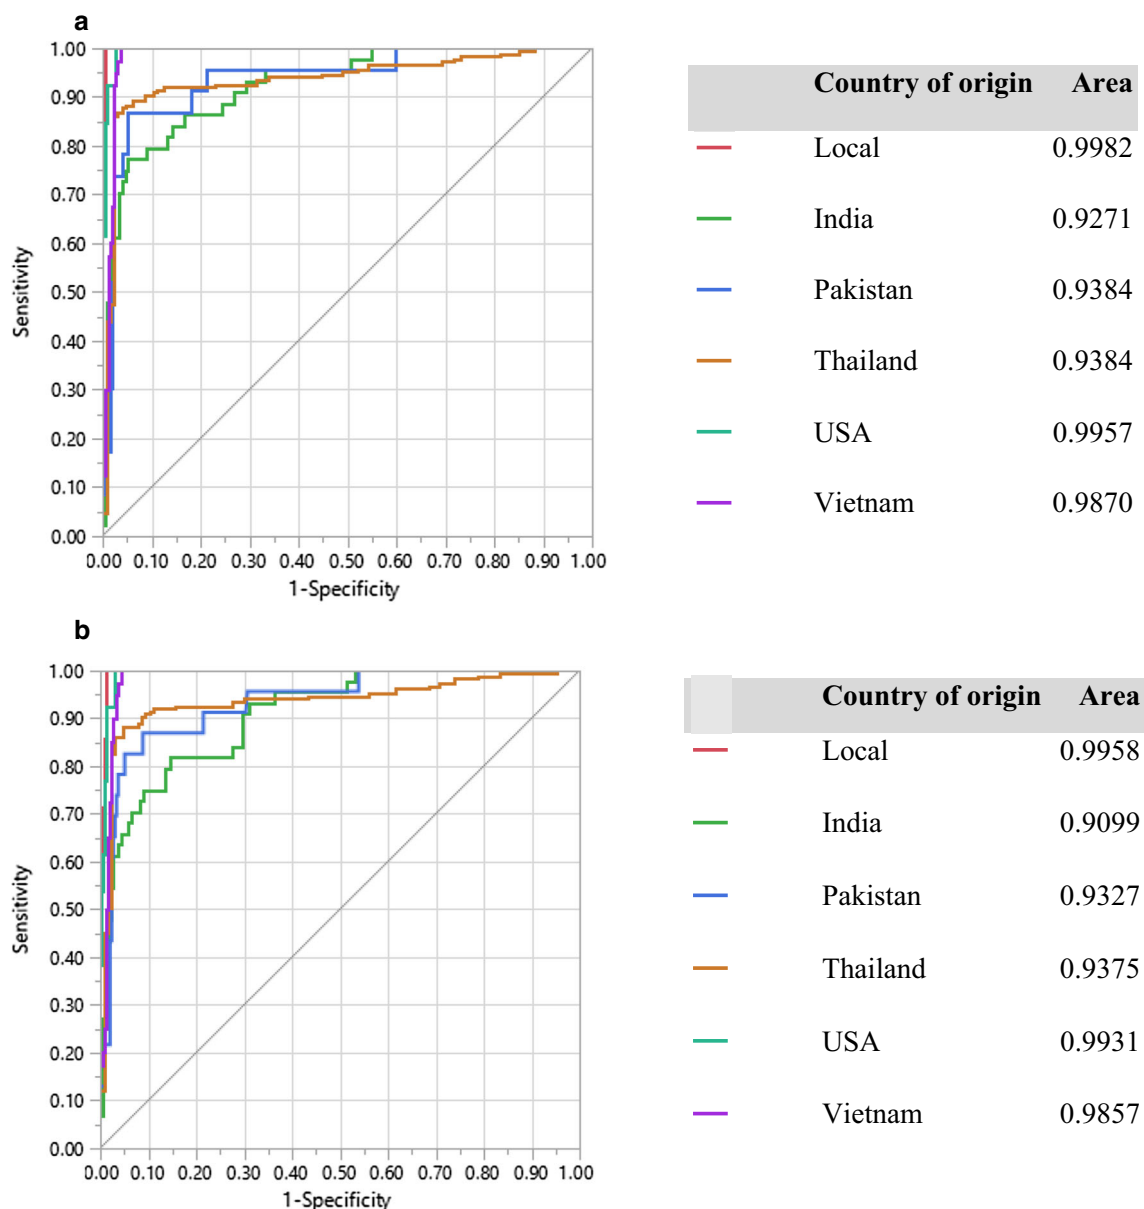 a
1.00
0.90
0.80
0.70
0.60
0.50
0.40
0.30
0.20
0.10
0.00
Sensitivity
0.00 0.10 0.20 0.30 0.40 0.50 0.60 0.70 0.80 0.90 1.00
1-Specificity
Country of origin Area
Local 0.9982
India 0.9271
Pakistan 0.9384
Thailand 0.9384
USA 0.9957
Vietnam 0.9870
b
1.00
0.90
0.80
0.70
0.60
0.50
0.40
0.30
0.20
0.10
0.00
Sensitivity
0.00 0.10 0.20 0.30 0.40 0.50 0.60 0.70 0.80 0.90 1.00
1-Specificity
Country of origin Area
Local 0.9958
India 0.9099
Pakistan 0.9327
Thailand 0.9375
USA 0.9931
Vietnam 0.9857